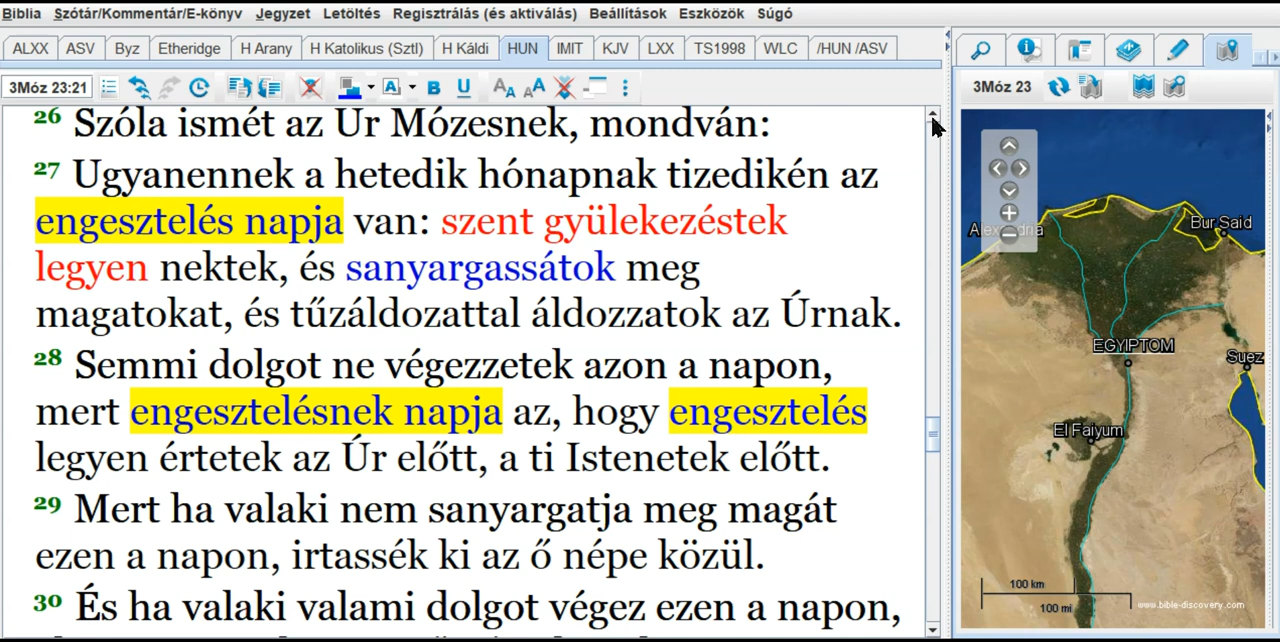 Biblia Szótár/Kommentár/E-könyv Jegyzet Letöltés Regisztrálás (és aktiválás) Beállítások Eszközök Súgó
ALXX ASV Byz Etheridge H Arany H Katolikus (Sztl) H Káldi HUN IMIT KJV LXX TS1998 WLC /HUN /ASV
3Móz 23:21
26 Szóla ismét az Úr Mózesnek, mondván:
27 Ugyanennek a hetedik hónapnak tizedikén az
engesztelés napja van: szent gyülekezéstek
legyen nektek, és sanyargassátok meg
magatokat, és tűzáldozattal áldozzatok az Úrnak.
28 Semmi dolgot ne végezzetek azon a napon,
mert engesztelésnek napja az, hogy engesztelés
legyen értetek az Úr előtt, a ti Istenetek előtt.
29 Mert ha valaki nem sanyargatja meg magát
ezen a napon, irtassék ki az ő népe közül.
30 És ha valaki valami dolgot végez ezen a napon,
3Móz 23
Bur Said
Alexandria
EGYIPTOM
Suez
El Faiyum
100 km
100 mi
www.bible-discovery.com